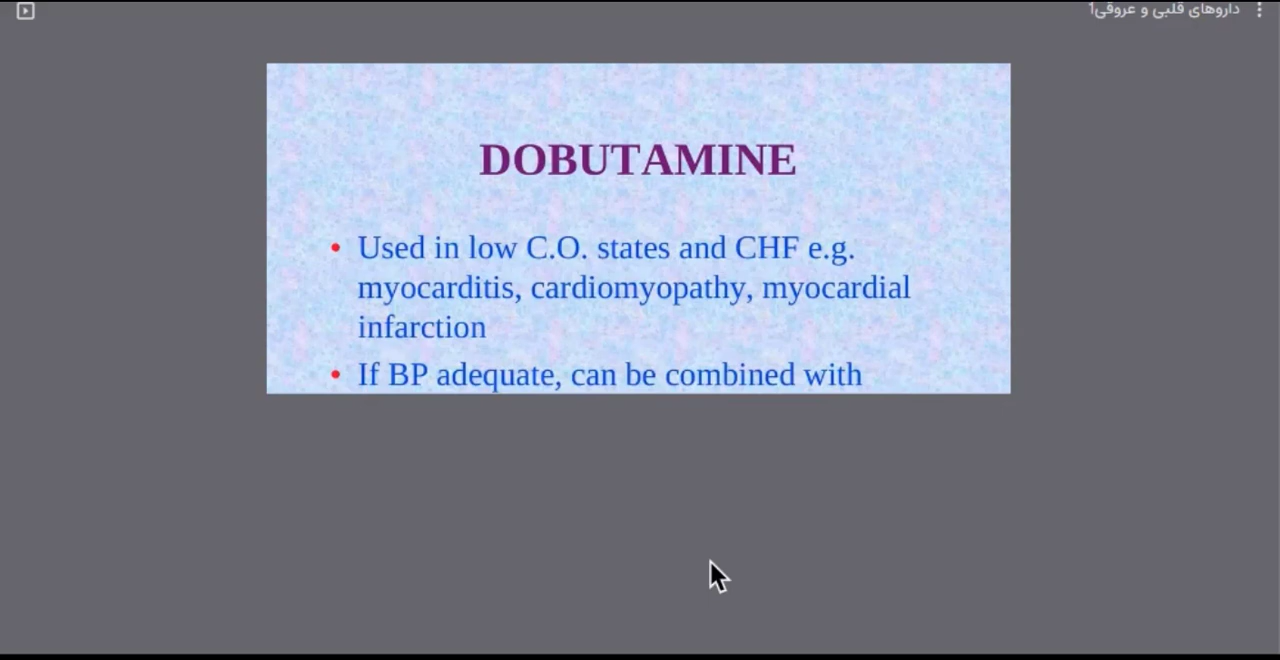 داروهای قلبی و عروقی1
DOBUTAMINE
• Used in low C.O. states and CHF e.g.
myocarditis, cardiomyopathy, myocardial
infarction
• If BP adequate, can be combined with